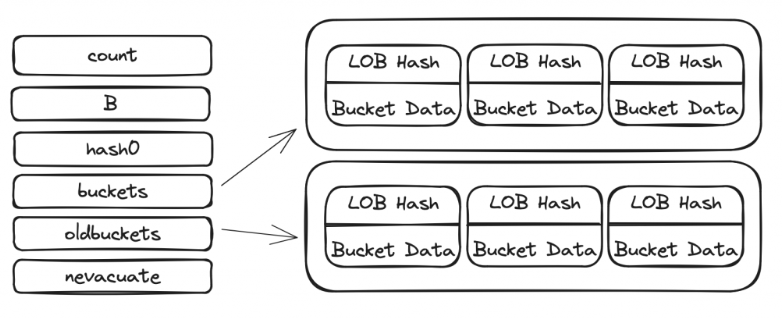 count
B
hash0
buckets
oldbuckets
nevacuate
LOB Hash LOB Hash LOB Hash
Bucket Data Bucket Data Bucket Data
LOB Hash LOB Hash LOB Hash
Bucket Data Bucket Data Bucket Data